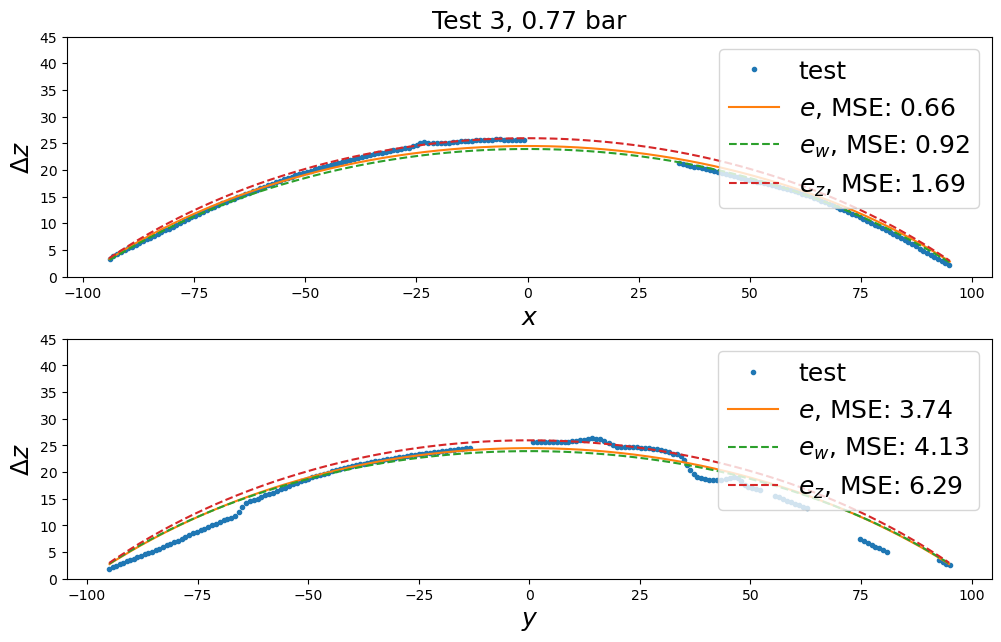 Test 3, 0.77 bar
45
40
35
30
25
20
15
10
5
0
Δz
test
e, MSE: 0.66
e_w, MSE: 0.92
e_z, MSE: 1.69
−100 −75 −50 −25 0 25 50 75 100
x
45
40
35
30
25
20
15
10
5
0
Δz
test
e, MSE: 3.74
e_w, MSE: 4.13
e_z, MSE: 6.29
−100 −75 −50 −25 0 25 50 75 100
y